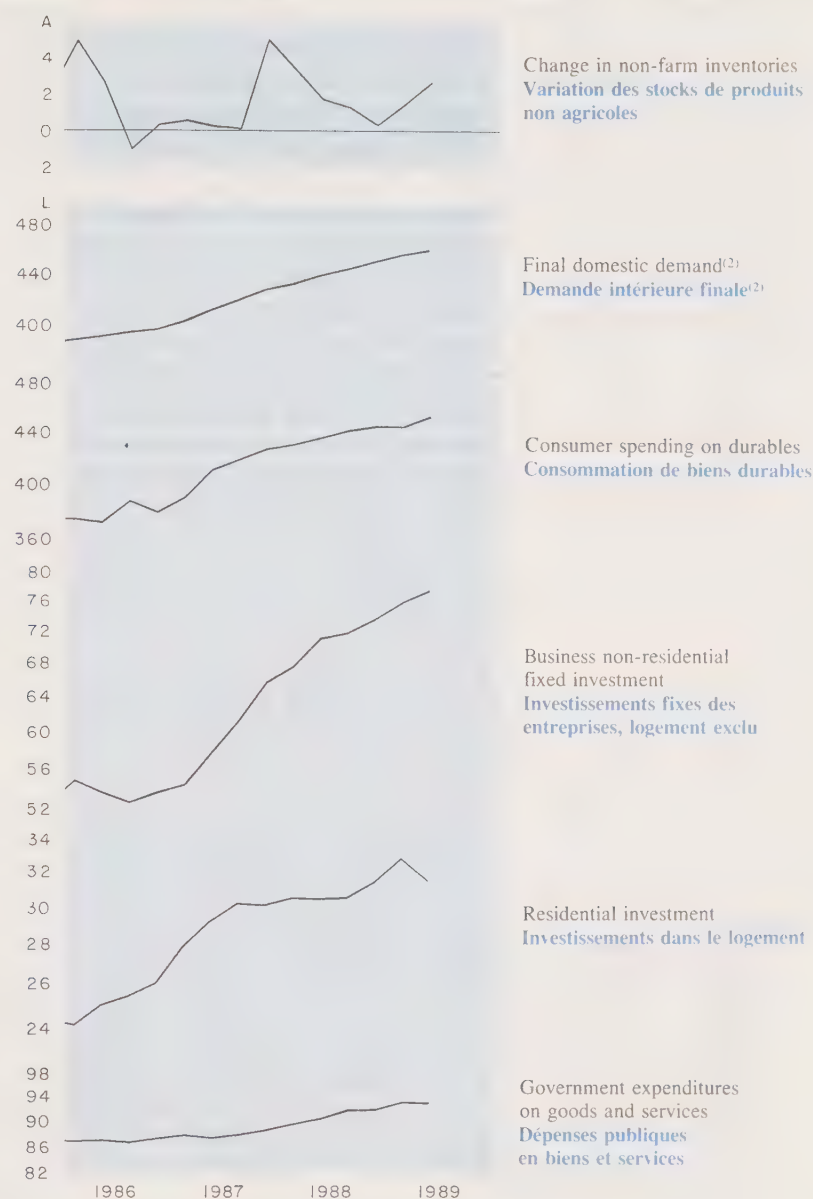 A
4
2
0
2
Change in non-farm inventories
Variation des stocks de produits
non agricoles
L
480
440
400
Final domestic demand(2)
Demande intérieure finale(2)
480
440
400
360
Consumer spending on durables
Consommation de biens durables
80
76
72
68
64
60
56
52
Business non-residential
fixed investment
Investissements fixes des
entreprises, logement exclu
34
32
30
28
26
24
Residential investment
Investissements dans le logement
98
94
90
86
82
Government expenditures
on goods and services
Dépenses publiques
en biens et services
1986 1987 1988 1989